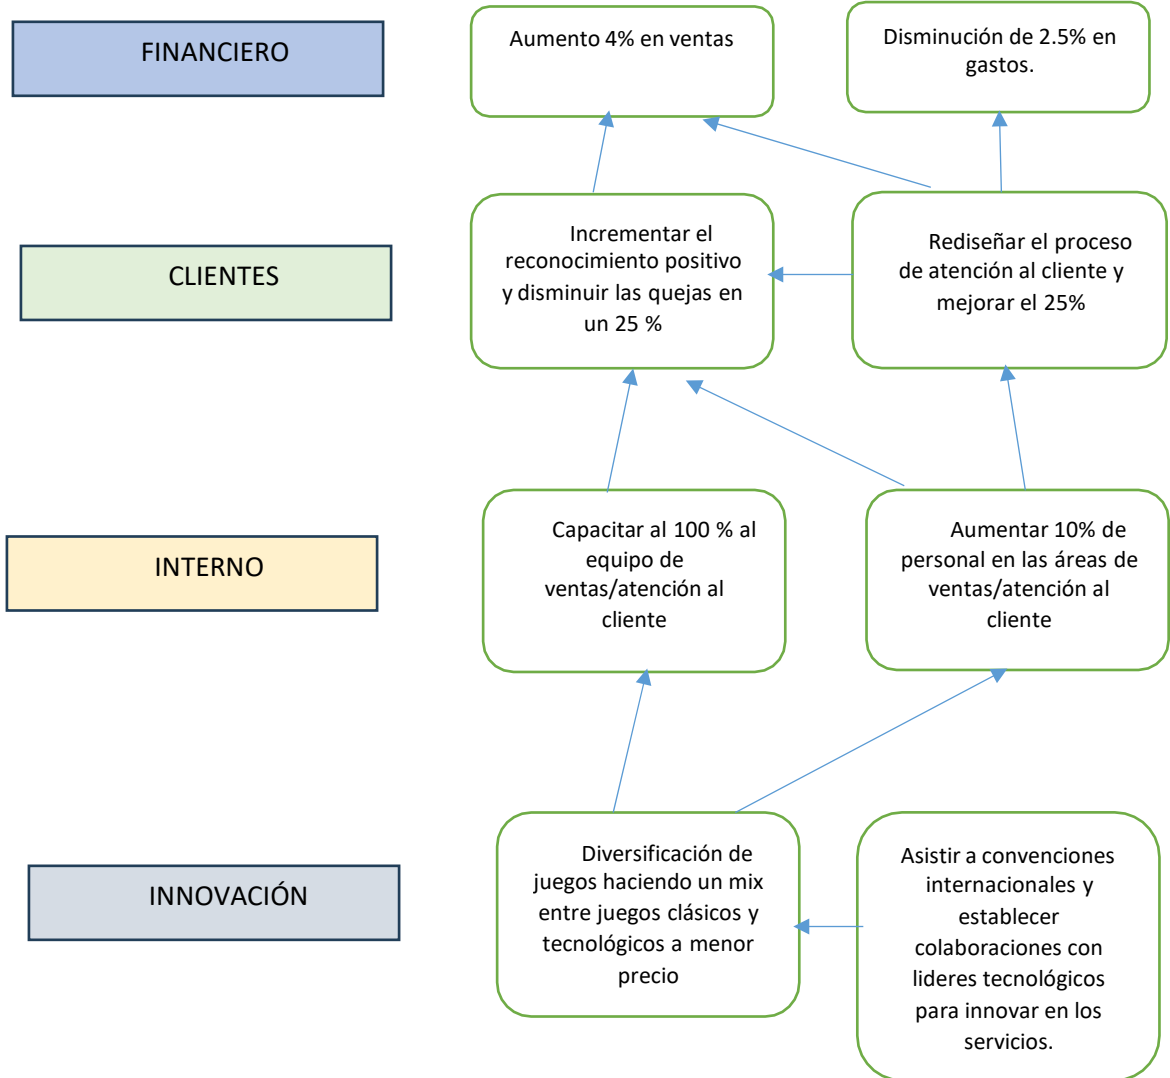 FINANCIERO
Aumento 4% en ventas
Disminución de 2.5% en
gastos.
CLIENTES
Incrementar el
reconocimiento positivo
y disminuir las quejas en
un 25 %
Rediseñar el proceso
de atención al cliente y
mejorar el 25%
INTERNO
Capacitar al 100 % al
equipo de
ventas/atención al
cliente
Aumentar 10% de
personal en las áreas de
ventas/atención al
cliente
INNOVACIÓN
Diversificación de
juegos haciendo un mix
entre juegos clásicos y
tecnológicos a menor
precio
Asistir a convenciones
internacionales y
establecer
colaboraciones con
lideres tecnológicos
para innovar en los
servicios.